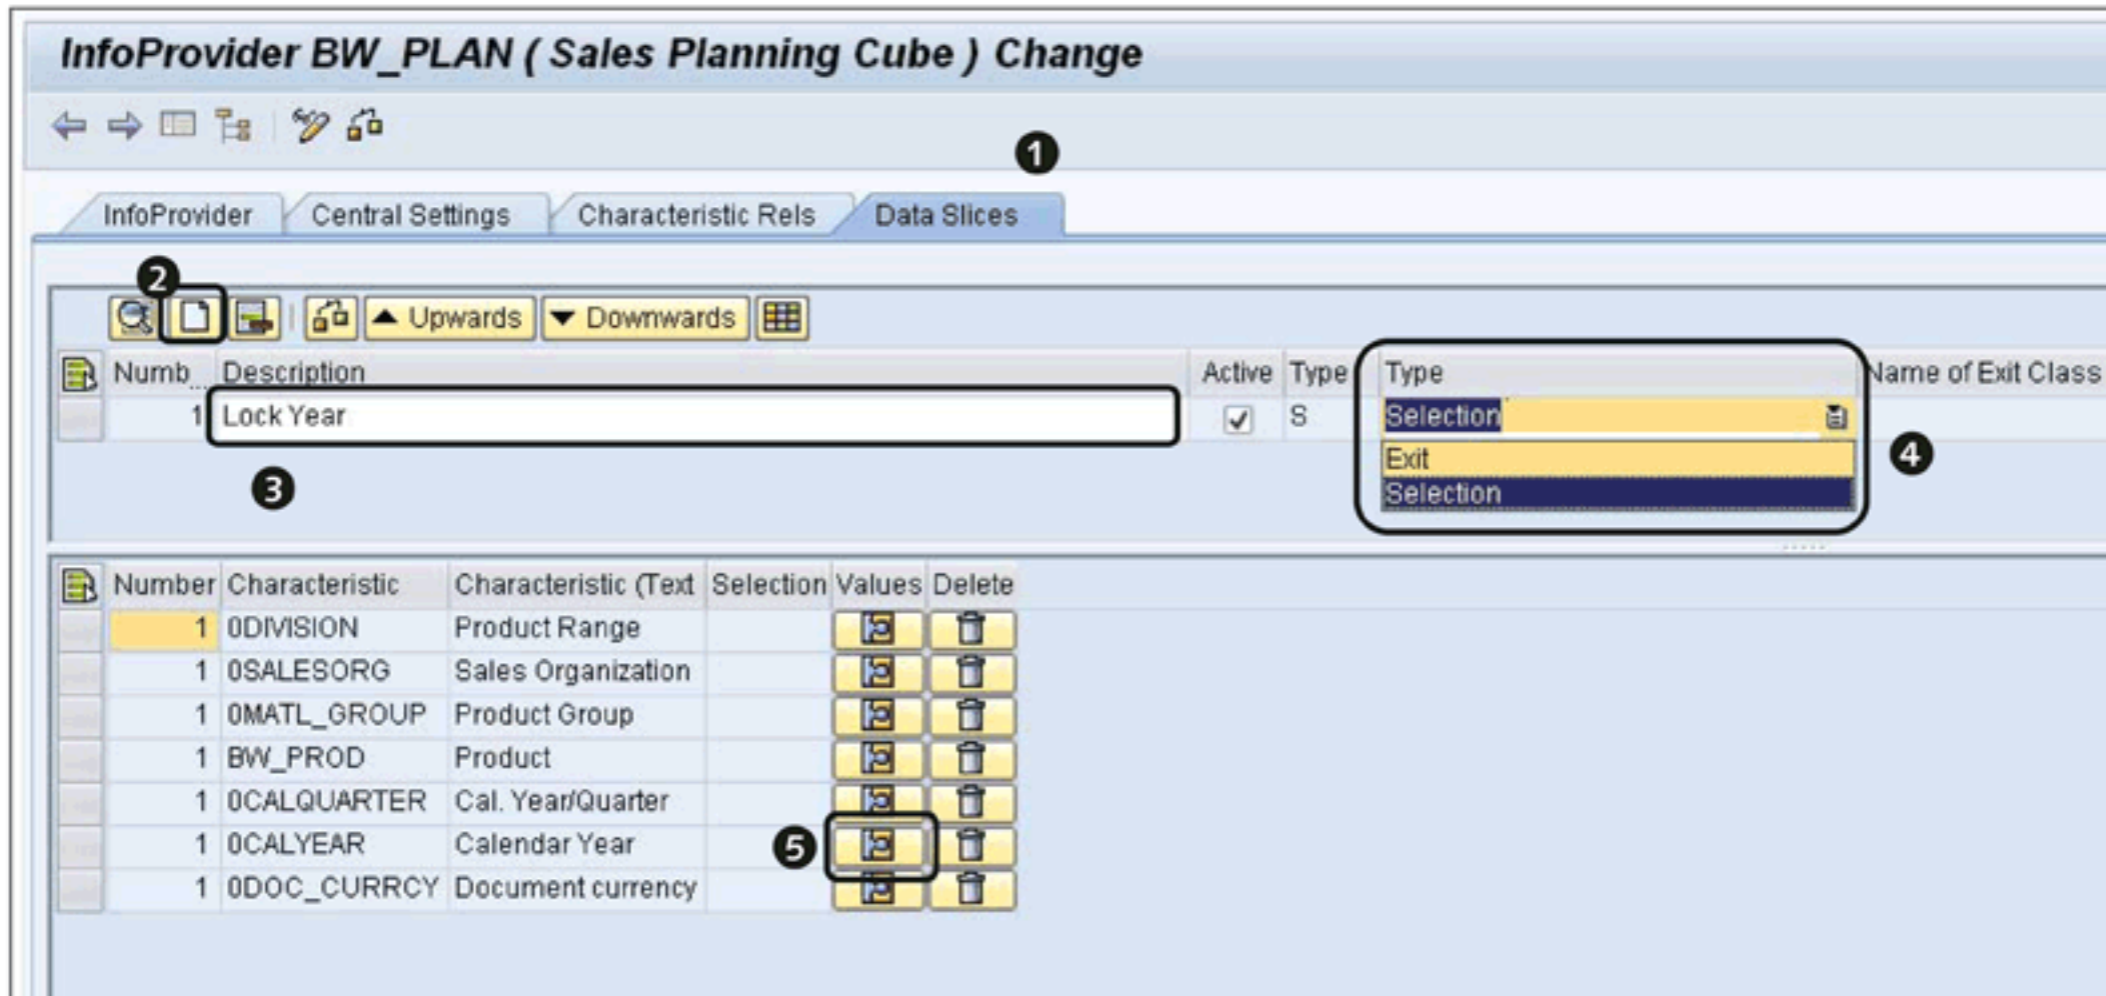 InfoProvider BW_PLAN ( Sales Planning Cube ) Change
1
InfoProvider Central Settings Characteristic Rels Data Slices
2
Upwards Downwards
Numb Description Active Type Type Name of Exit Class
1 Lock Year S Selection
Exit
4
3
Selection
Number Characteristic Characteristic (Text Selection Values Delete
1 0DIVISION Product Range
1 0SALESORG Sales Organization
1 0MATL_GROUP Product Group
1 BW_PROD Product
1 0CALQUARTER Cal. Year/Quarter
1 0CALYEAR Calendar Year 5
1 0DOC_CURRCY Document currency